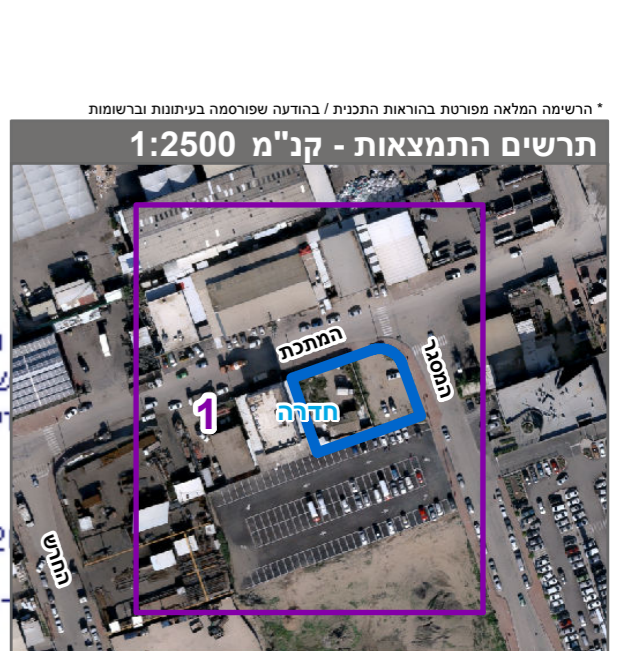 * הרשימה המלאה מפורטת בהוראות התכנית / בהודעה שפורסמה בעיתונות וברשומות
תרשים התמצאות - קנ"מ 1:2500
המתכת
המסגר
חדרה
1
החרש